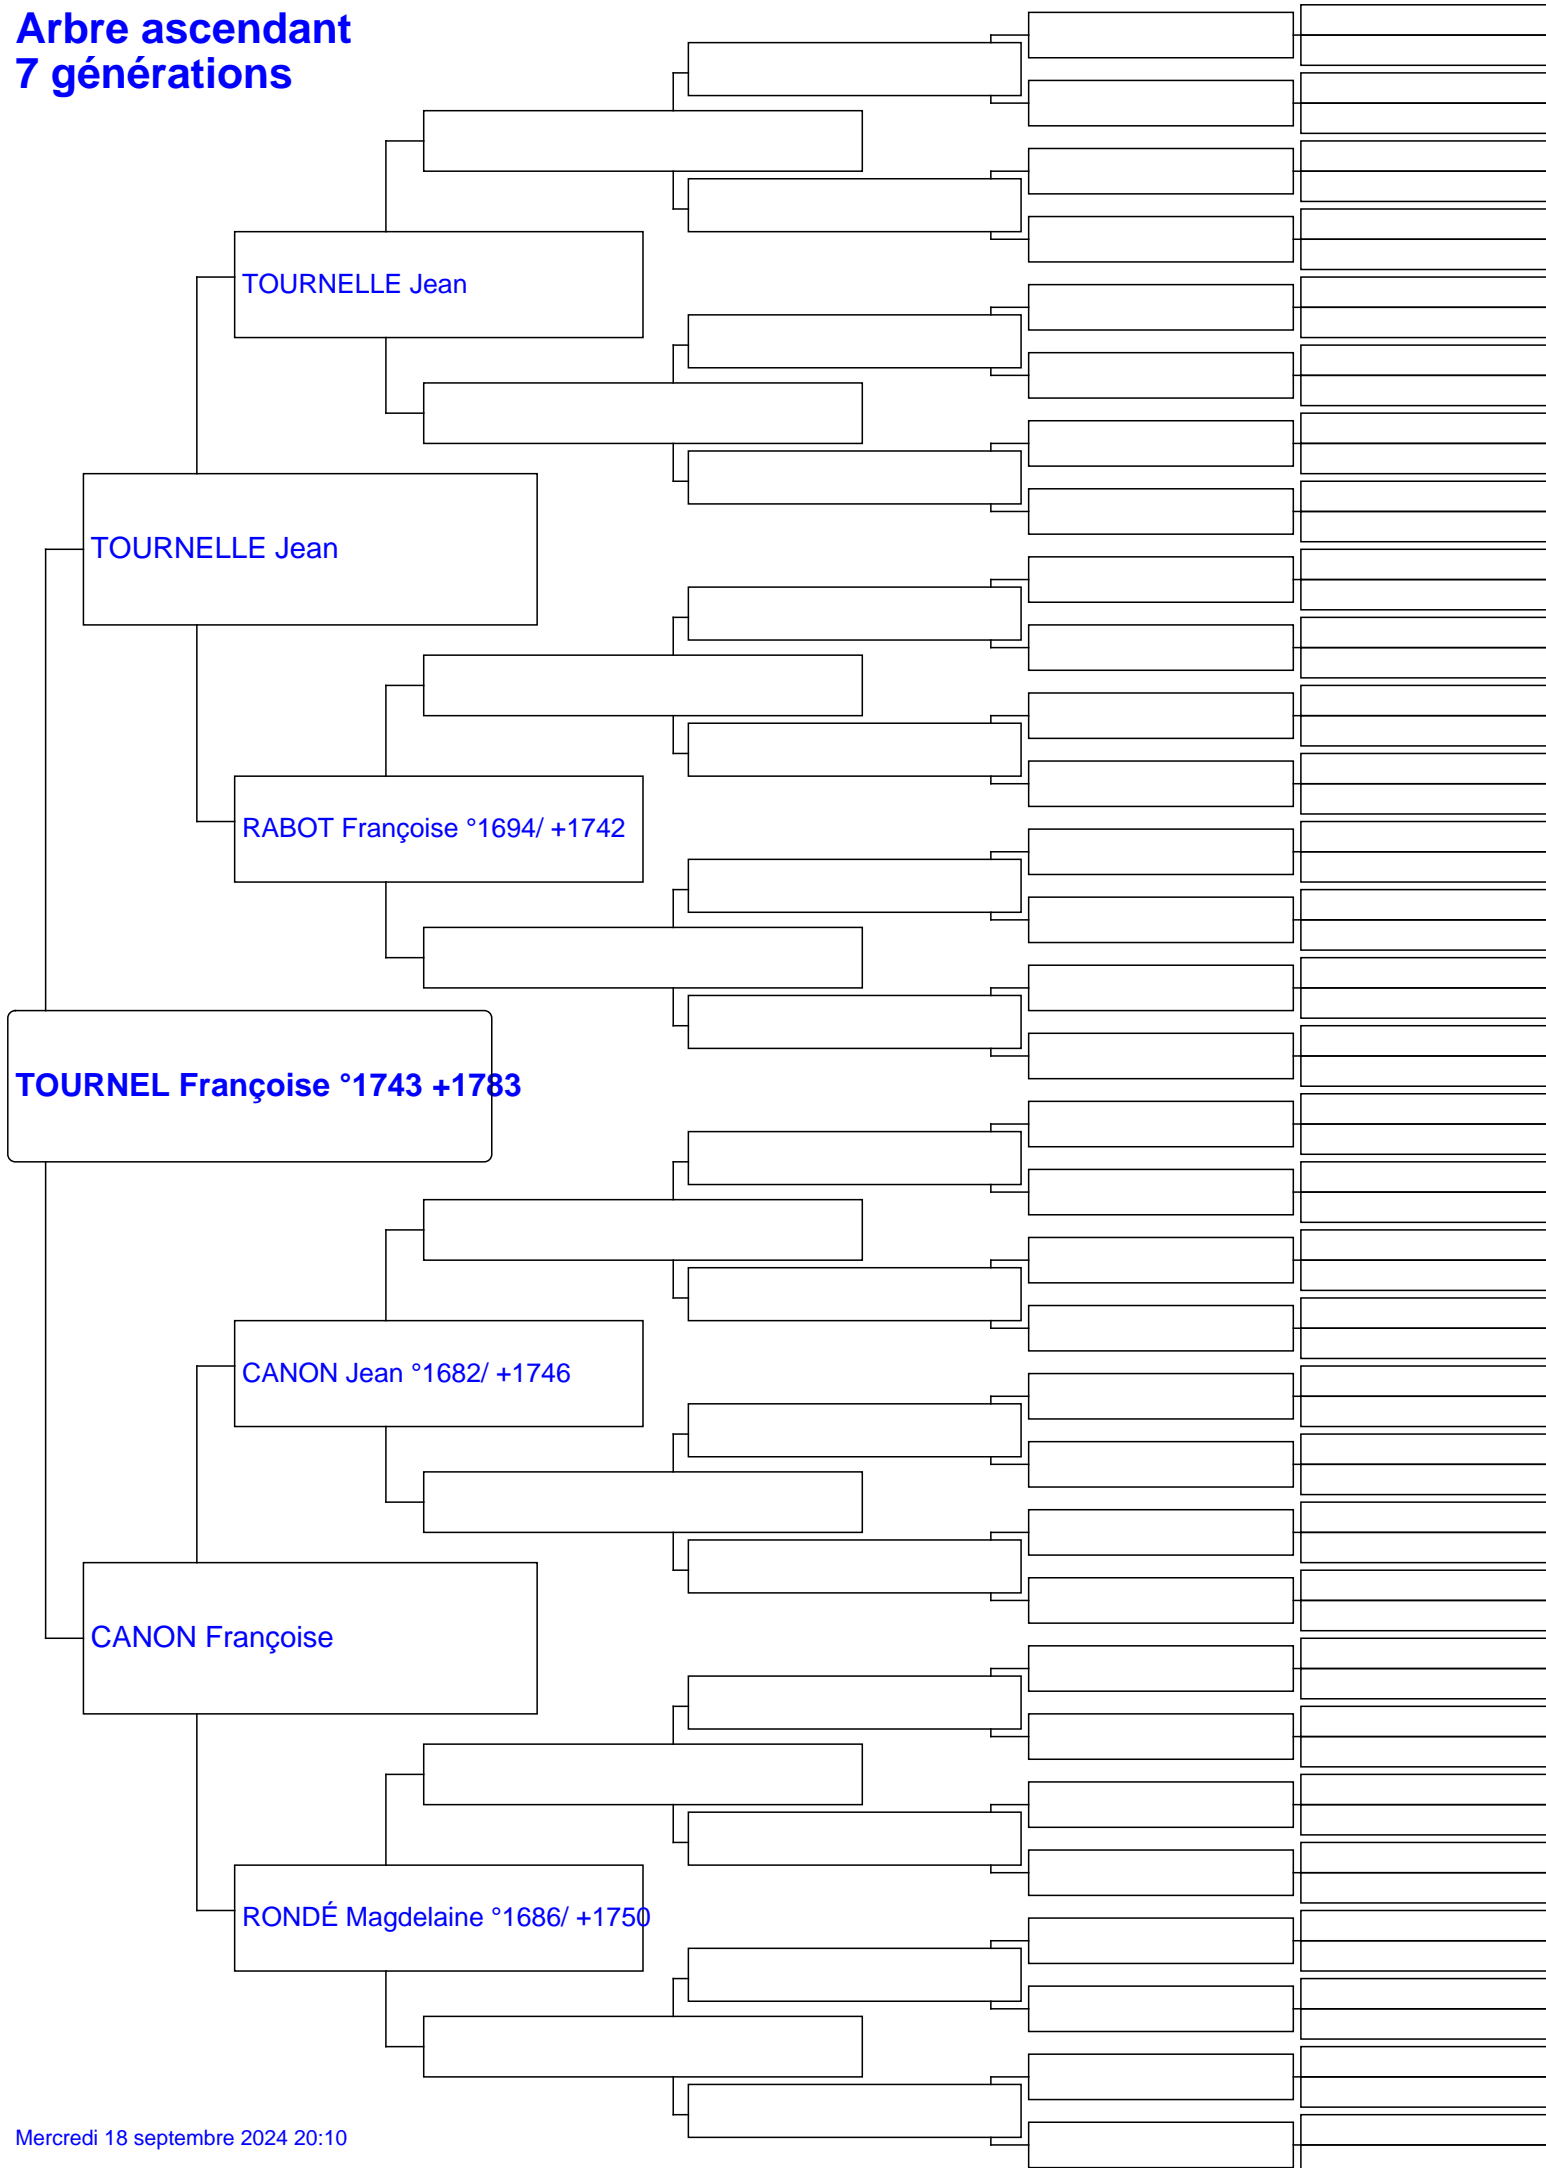 Arbre ascendant
7 générations
TOURNELLE Jean
TOURNELLE Jean
RABOT Françoise °1694/ +1742
TOURNEL Françoise °1743 +1783
CANON Jean °1682/ +1746
CANON Françoise
RONDÉ Magdelaine °1686/ +1750
Mercredi 18 septembre 2024 20:10